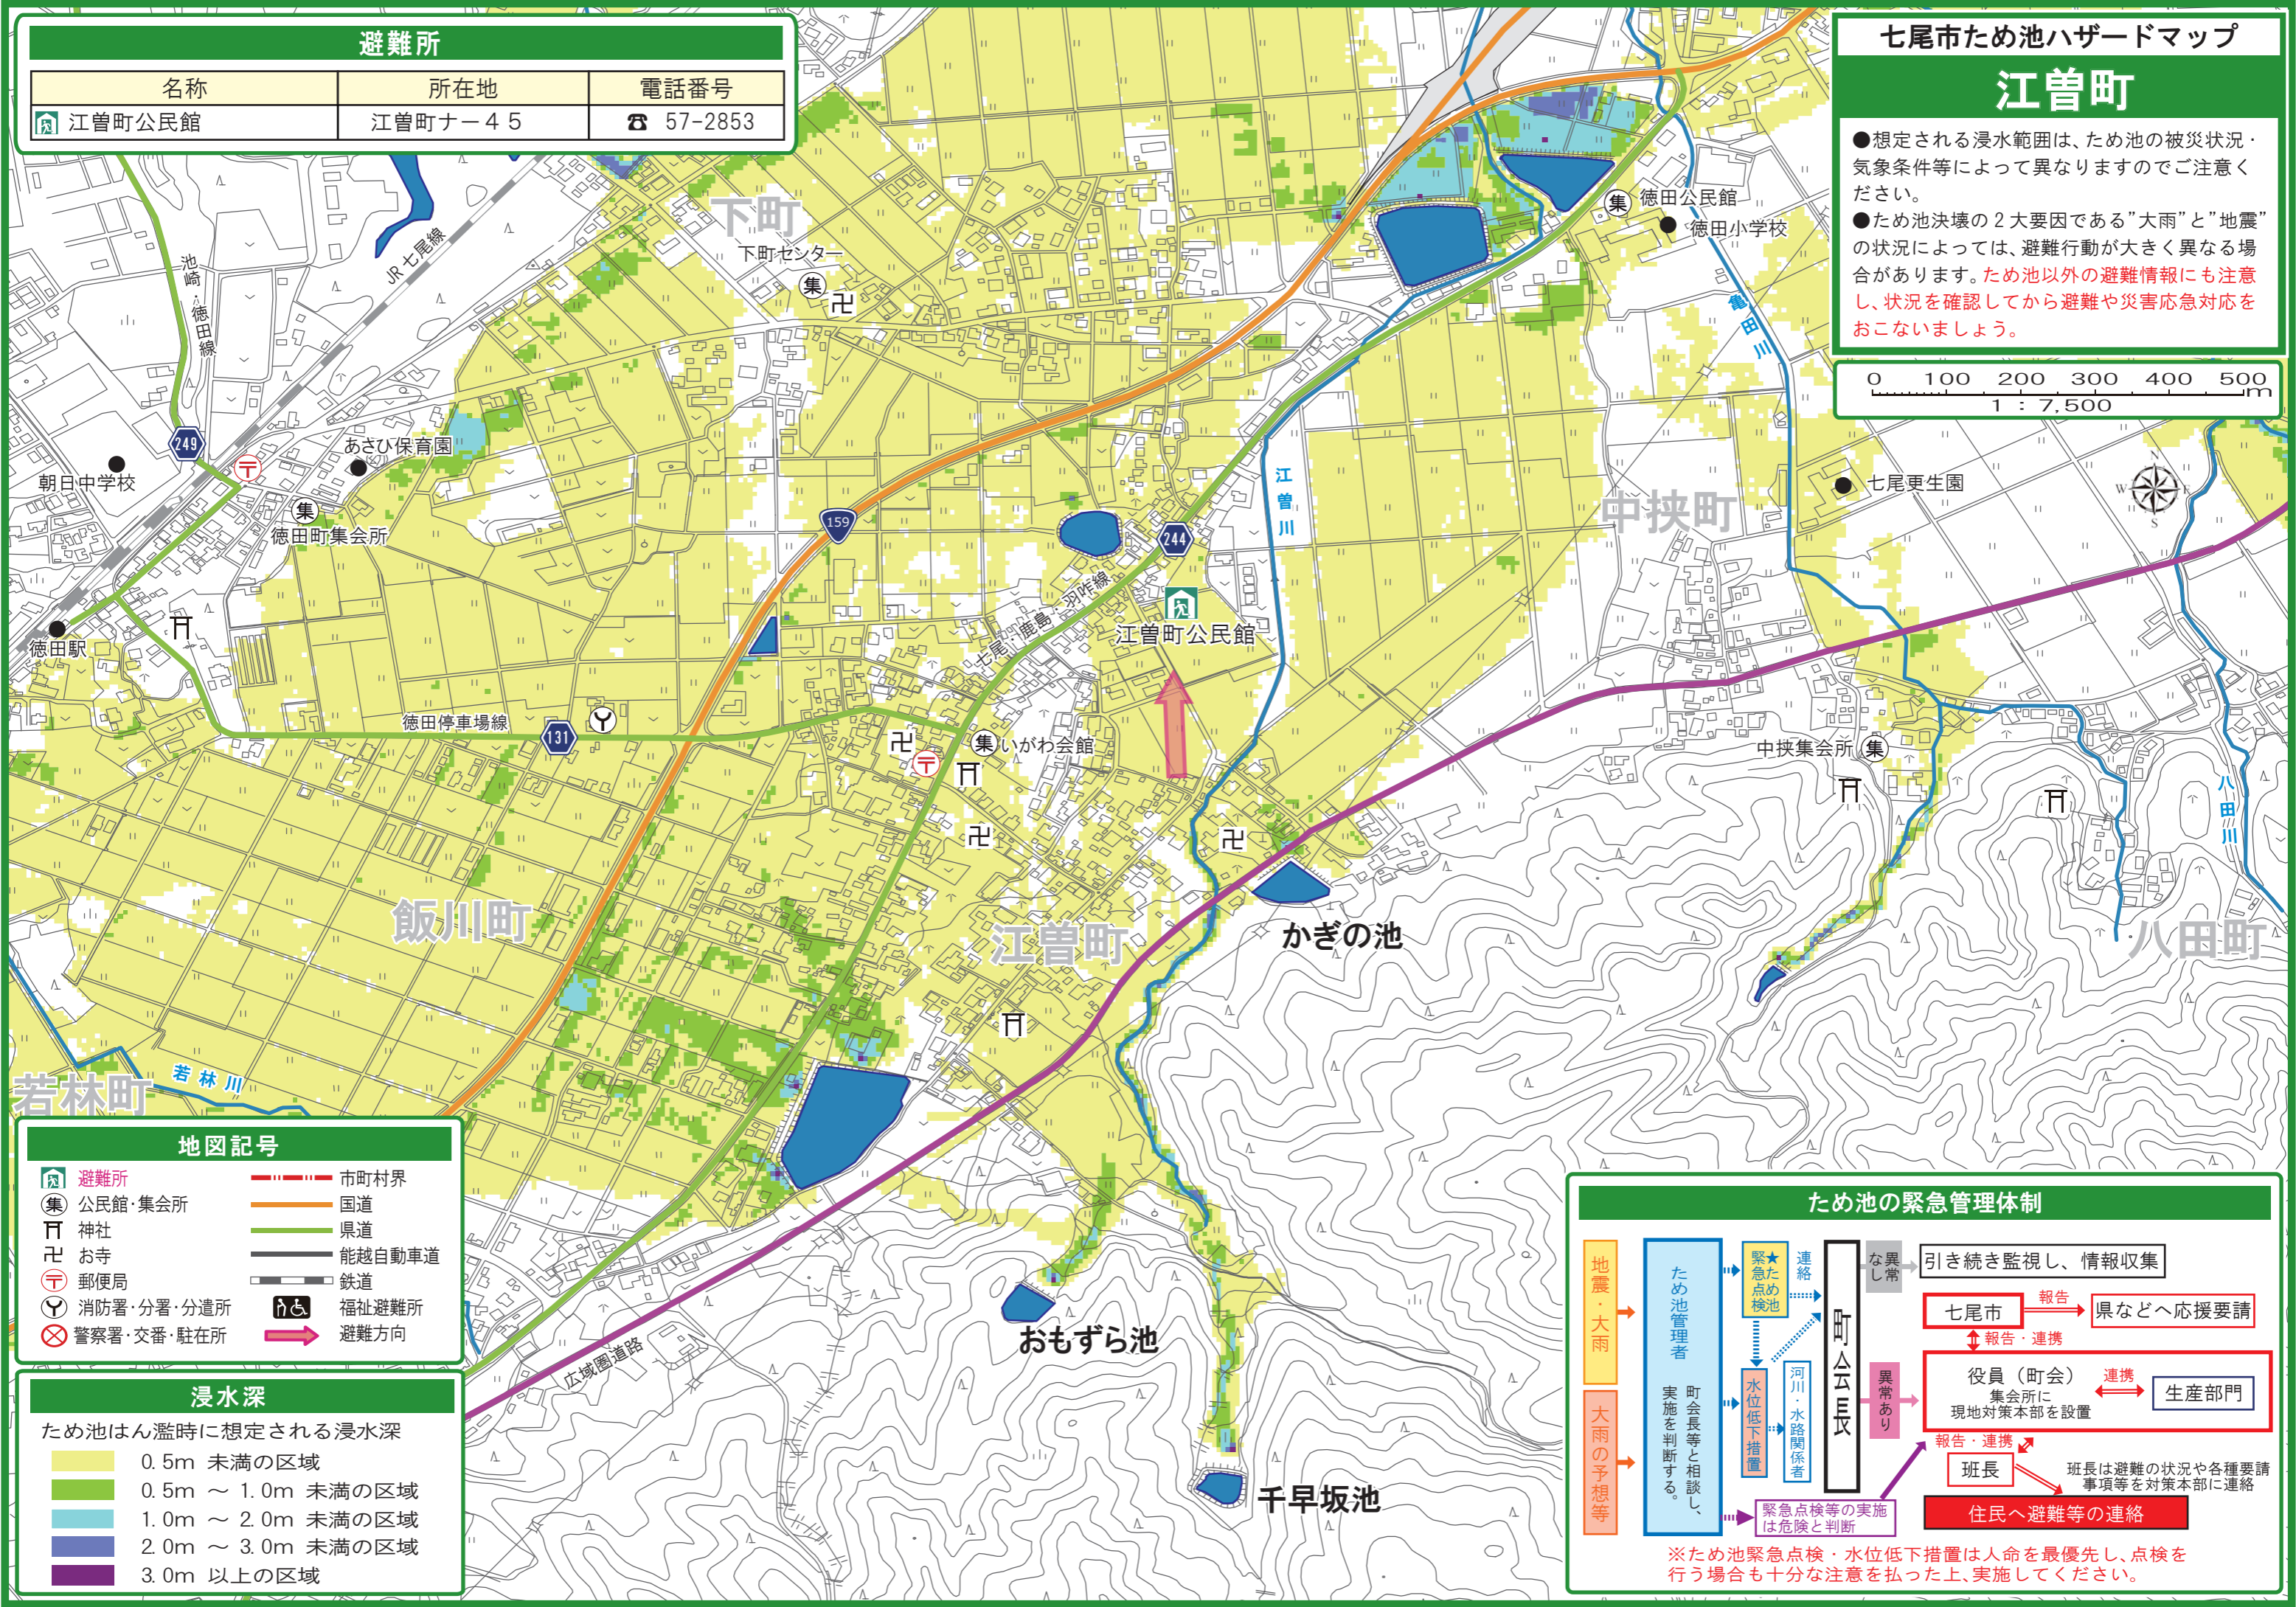 避難所
名称 所在地 電話番号
江曽町公民館 江曽町ナー４５ ☎ 57-2853
七尾市ため池ハザードマップ
江曽町
●想定される浸水範囲は、ため池の被災状況・
気象条件等によって異なりますのでご注意く
ださい。
●ため池決壊の２大要因である”大雨”と”地震”
の状況によっては、避難行動が大きく異なる場
合があります。ため池以外の避難情報にも注意
し、状況を確認してから避難や災害応急対応を
おこないましょう。
0 100 200 300 400 500
m
1：7,500
N
W E
S
下町
下町センター
集
卍
JR七尾線
池崎・徳田線
249
〒
朝日中学校
あさひ保育園
集
徳田町集会所
徳田駅
徳田停車場線
131
159
244
七尾・鹿島・羽咋線
江曽町公民館
江曽川
集
徳田公民館
徳田小学校
亀田川
中挟町
七尾更生園
中挟集会所
集
八田川
八田町
集
いがわ会館
卍
〒
卍
卍
かぎの池
飯川町
江曽町
若林町
若林川
おもずら池
千早坂池
広域圏道路
地図記号
避難所
集 公民館・集会所
神社
卍 お寺
〒 郵便局
消防署・分署・分遣所
警察署・交番・駐在所
市町村界
国道
県道
能越自動車道
鉄道
福祉避難所
避難方向
浸水深
ため池はん濫時に想定される浸水深
0.5m 未満の区域
0.5m ～ 1.0m 未満の区域
1.0m ～ 2.0m 未満の区域
2.0m ～ 3.0m 未満の区域
3.0m 以上の区域
ため池の緊急管理体制
地震・大雨
大雨の予想等
ため池管理者
町会長等と相談し、
実施を判断する。
★ため池
緊急点検
連絡
水位低下措置
河川・水路関係者
緊急点検等の実施
は危険と判断
町会長
異常
なし
引き続き監視し、情報収集
異常あり
七尾市
報告
県などへ応援要請
報告・連携
役員（町会）
集会所に
現地対策本部を設置
連携
生産部門
報告・連携
班長
班長は避難の状況や各種要請
事項等を対策本部に連絡
住民へ避難等の連絡
※ため池緊急点検・水位低下措置は人命を最優先し、点検を
行う場合も十分な注意を払った上、実施してください。